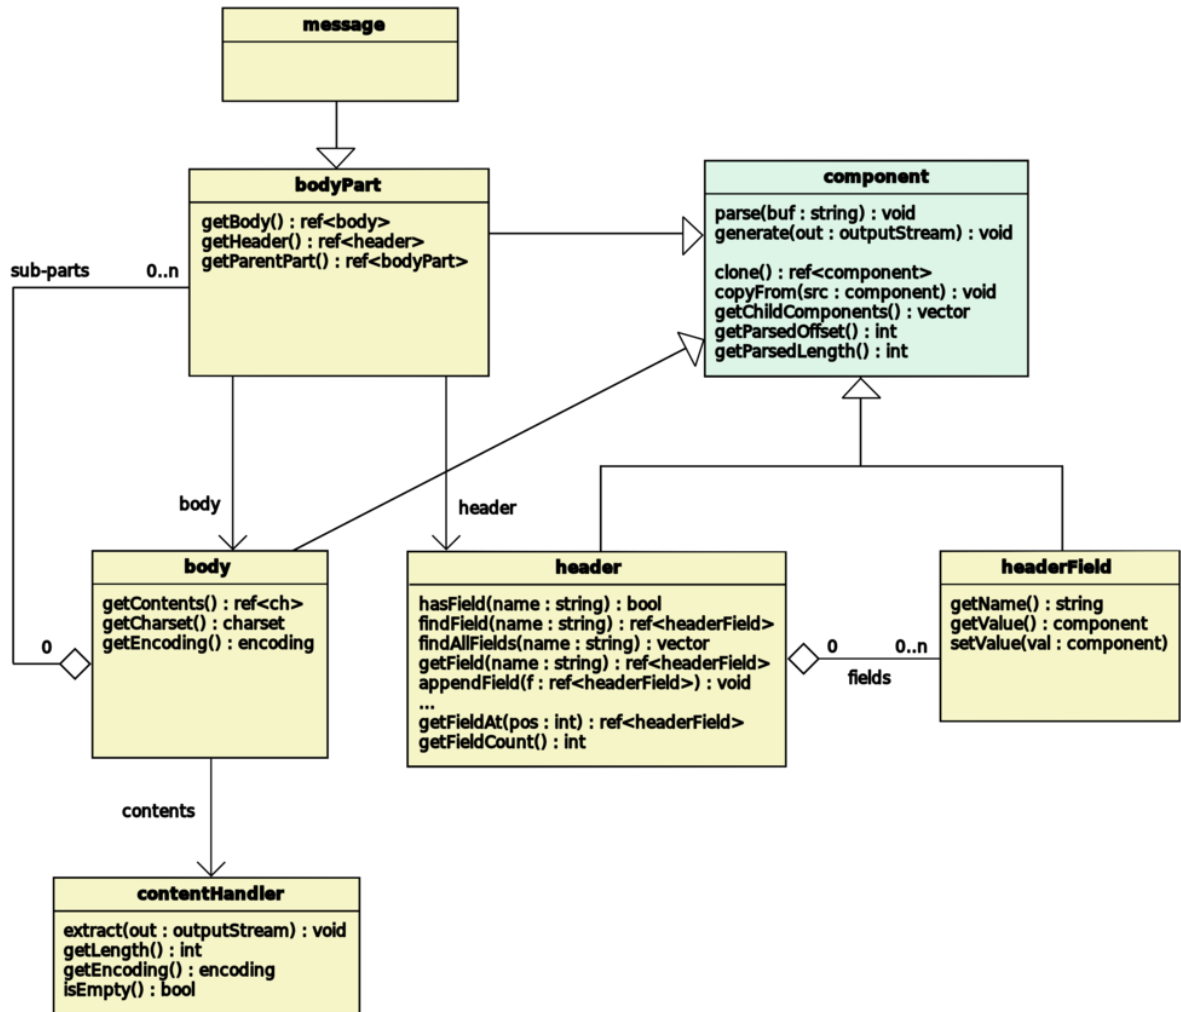 message
bodyPart
getBody() : ref<body>
getHeader() : ref<header>
getParentPart() : ref<bodyPart>
component
parse(buf : string) : void
generate(out : outputStream) : void
clone() : ref<component>
copyFrom(src : component) : void
getChildComponents() : vector
getParsedOffset() : int
getParsedLength() : int
sub-parts
0..n
body
header
0
body
getContents() : ref<ch>
getCharset() : charset
getEncoding() : encoding
header
hasField(name : string) : bool
findField(name : string) : ref<headerField>
findAllFields(name : string) : vector
getField(name : string) : ref<headerField>
appendField(f : ref<headerField>) : void
...
getFieldAt(pos : int) : ref<headerField>
getFieldCount() : int
0
0..n
fields
headerField
getName() : string
getValue() : component
setValue(val : component)
contents
contentHandler
extract(out : outputStream) : void
getLength() : int
getEncoding() : encoding
isEmpty() : bool